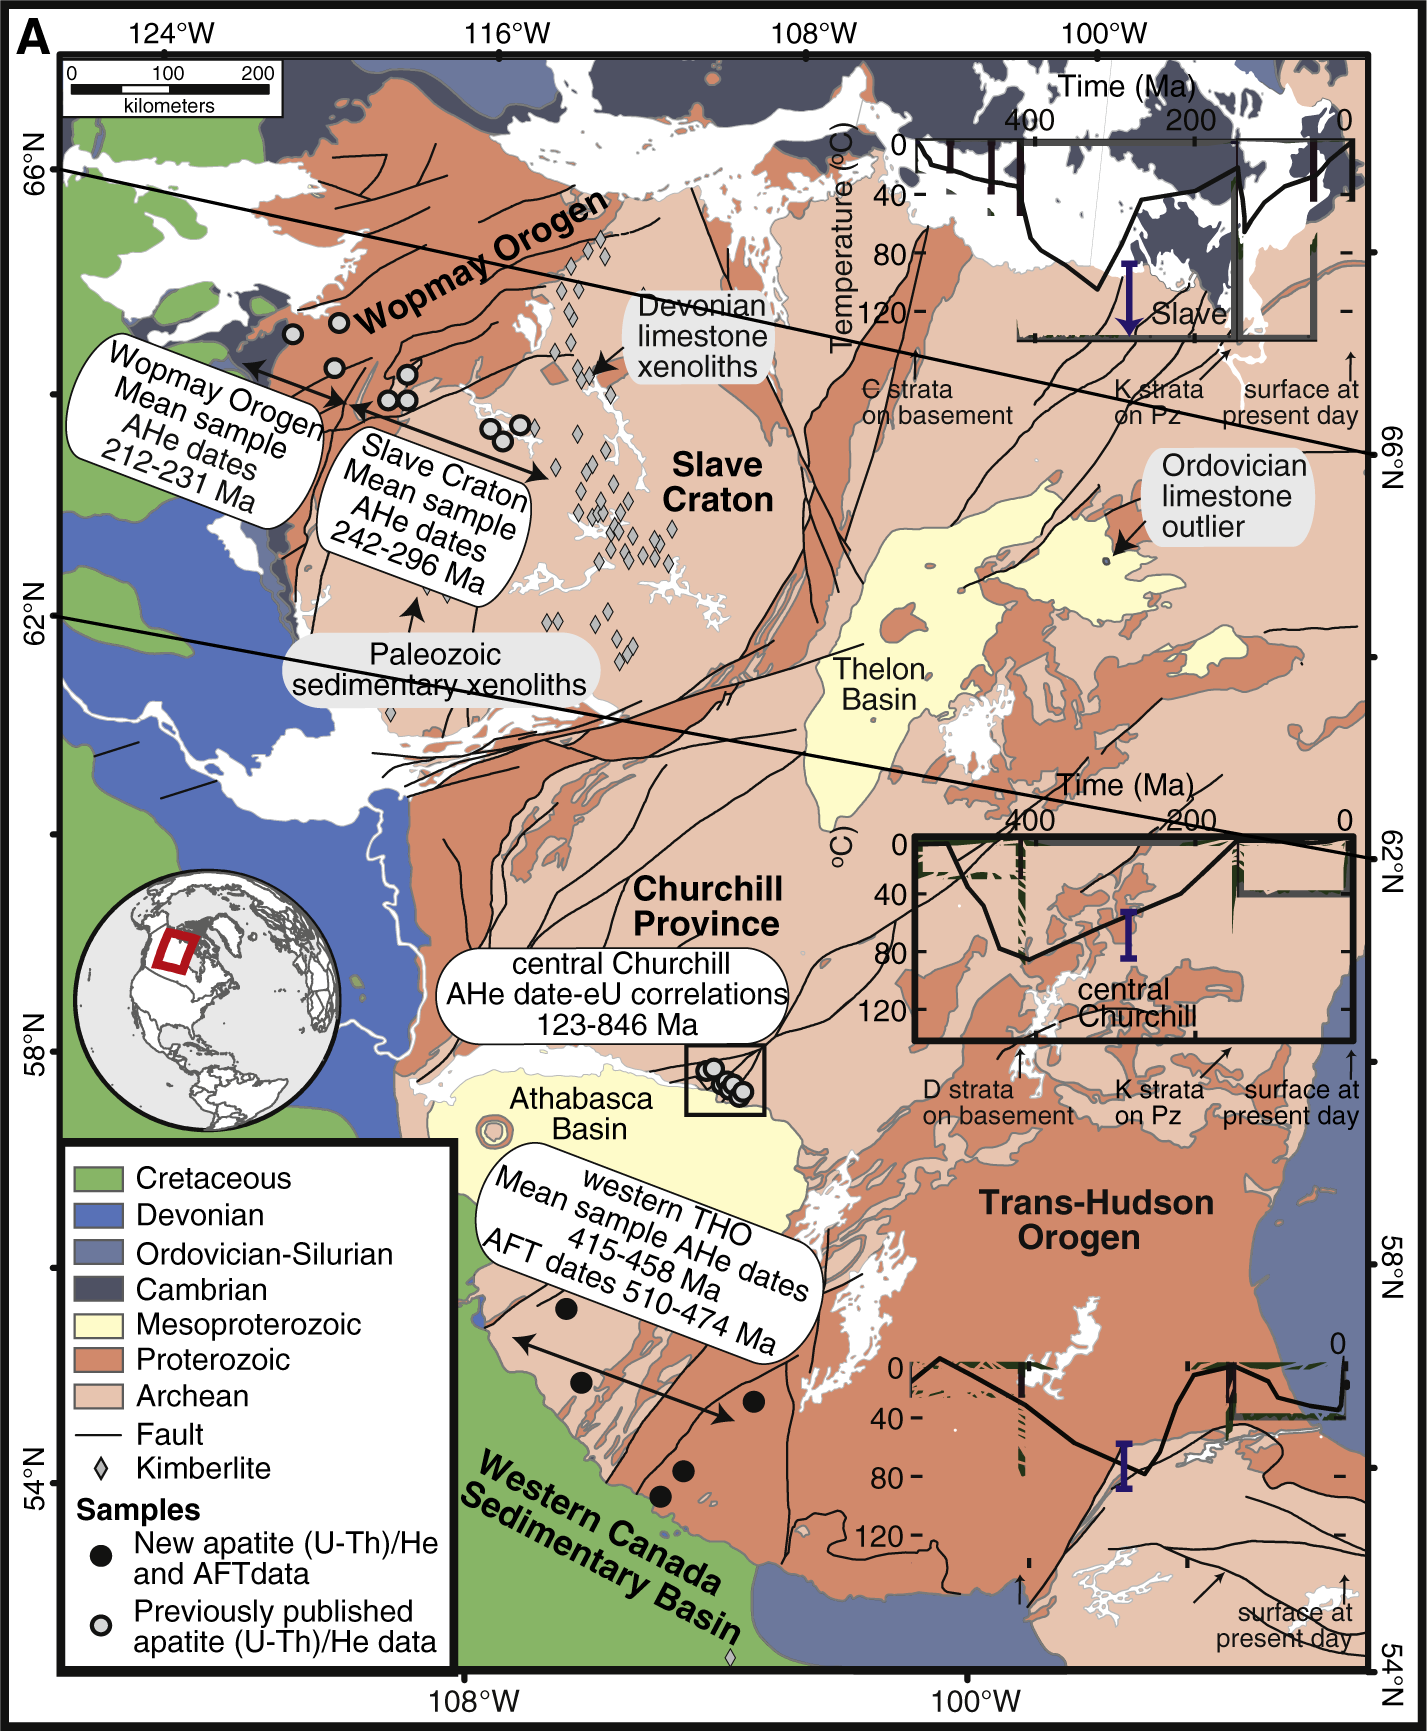 A
124°W
116°W
108°W
100°W
0
100
200
kilometers
66°N
62°N
58°N
54°N
66°N
62°N
58°N
54°N
108°W
100°W
Wopmay Orogen
Devonian
limestone
xenoliths
Wopmay Orogen
Mean sample
AHe dates
212-231 Ma
Slave Craton
Mean sample
AHe dates
242-296 Ma
Slave
Craton
Paleozoic
sedimentary xenoliths
Ordovician
limestone
outlier
Thelon
Basin
Time (Ma)
400
200
0
Temperature (ºC)
0
40
80
120
Slave
C strata
on basement
K strata
on Pz
surface at
present day
Churchill
Province
central Churchill
AHe date-eU correlations
123-846 Ma
Time (Ma)
400
200
0
ºC)
0
40
80
120
central
Churchill
D strata
on basement
K strata
on Pz
surface at
present day
Athabasca
Basin
western THO
Mean sample AHe dates
415-458 Ma
AFT dates 510-474 Ma
Trans-Hudson
Orogen
0
0
40
80
120
surface at
present day
Western Canada
Sedimentary Basin
Cretaceous
Devonian
Ordovician-Silurian
Cambrian
Mesoproterozoic
Proterozoic
Archean
Fault
Kimberlite
Samples
New apatite (U-Th)/He
and AFTdata
Previously published
apatite (U-Th)/He data